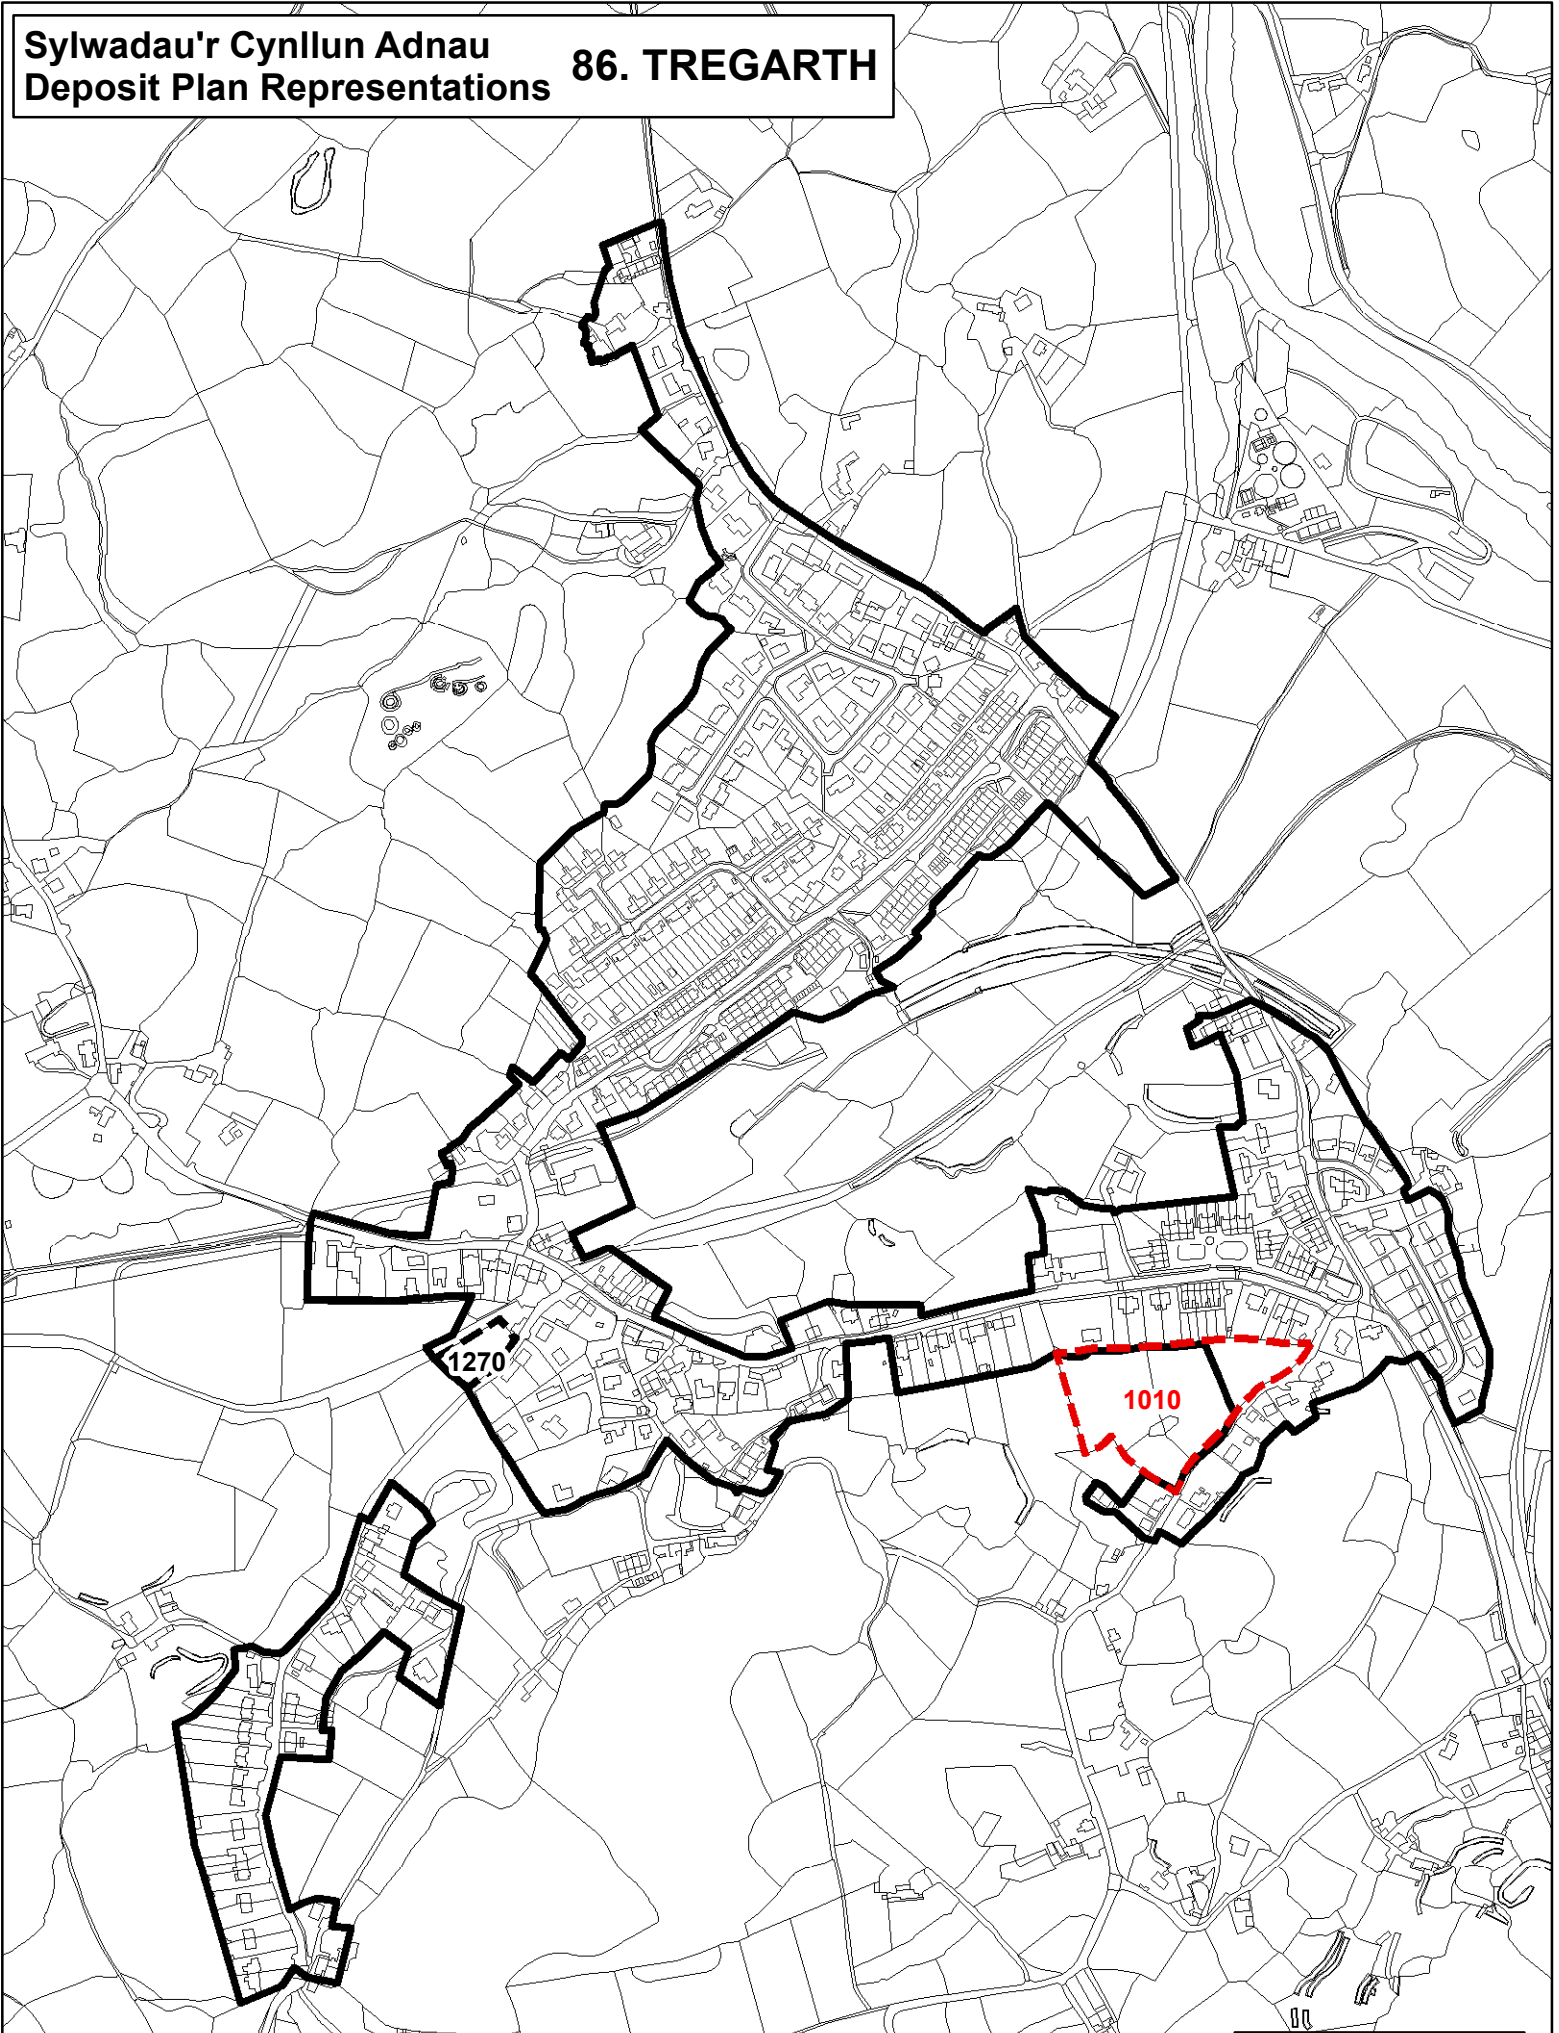 Sylwadau'r Cynllun Adnau
Deposit Plan Representations
86. TREGARTH
1270
1010